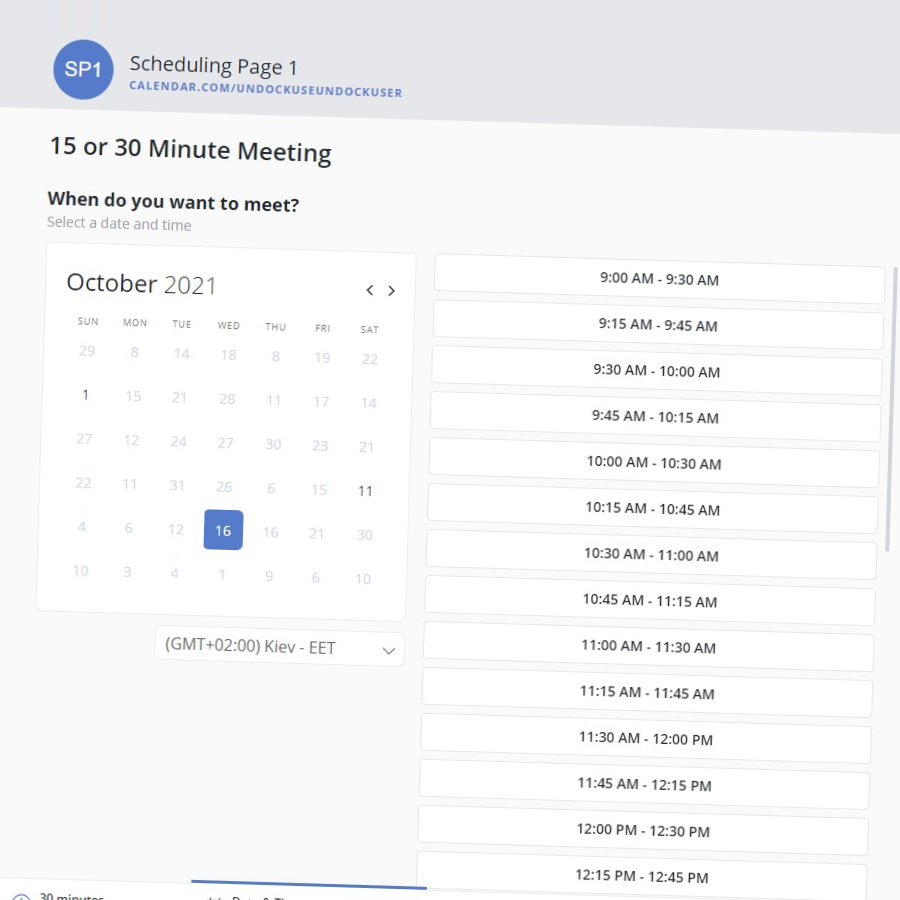 SP1
Scheduling Page 1
CALENDAR.COM/UNDOCKUSEUNDOCKUSER
15 or 30 Minute Meeting
When do you want to meet?
Select a date and time
October 2021
SUN MON TUE WED THU FRI SAT
29 8 14 18 8 19 22
1 15 21 28 11 17 14
27 12 24 27 30 23 21
22 11 31 26 6 15 11
4 6 12 16 16 21 30
10 3 4 1 9 6 10
(GMT+02:00) Kiev - EET
9:00 AM - 9:30 AM
9:15 AM - 9:45 AM
9:30 AM - 10:00 AM
9:45 AM - 10:15 AM
10:00 AM - 10:30 AM
10:15 AM - 10:45 AM
10:30 AM - 11:00 AM
10:45 AM - 11:15 AM
11:00 AM - 11:30 AM
11:15 AM - 11:45 AM
11:30 AM - 12:00 PM
11:45 AM - 12:15 PM
12:00 PM - 12:30 PM
12:15 PM - 12:45 PM
30 minutes